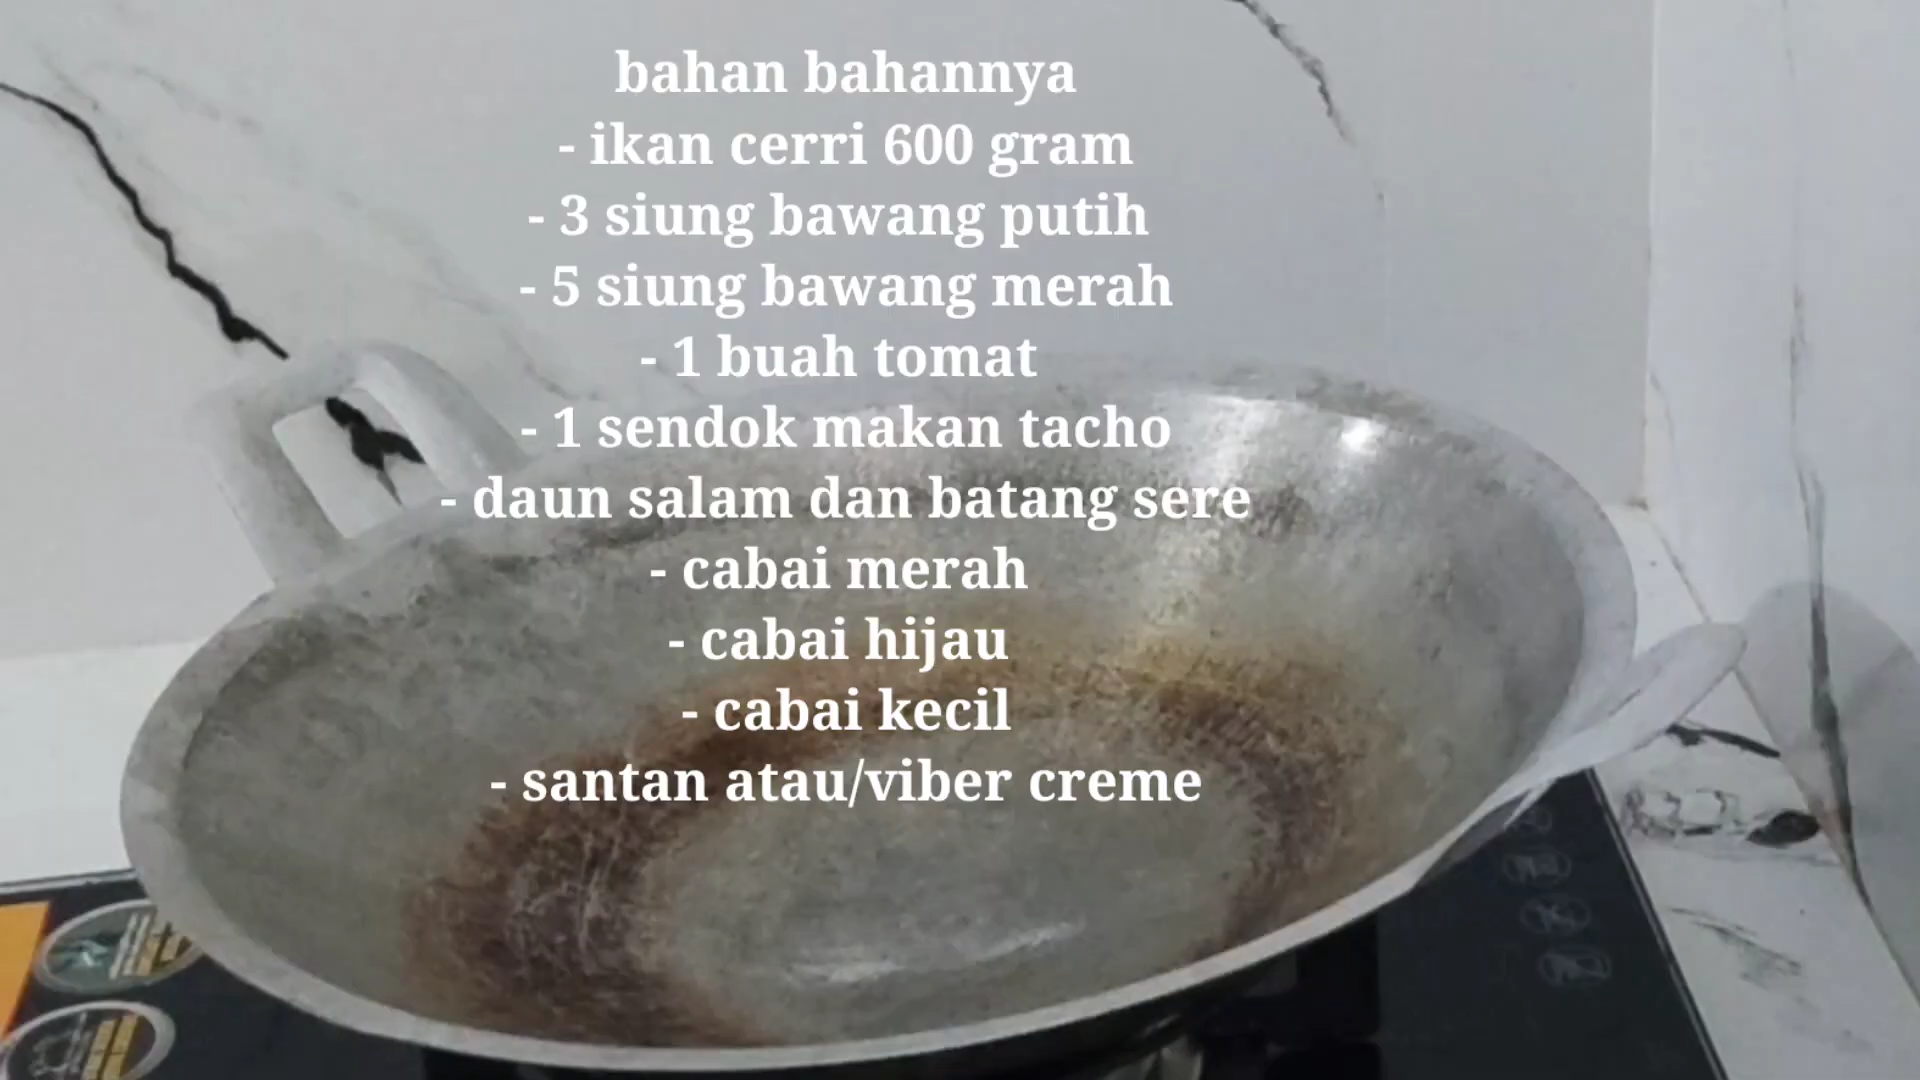 bahan bahannya
- ikan cerri 600 gram
- 3 siung bawang putih
- 5 siung bawang merah
- 1 buah tomat
- 1 sendok makan tacho
- daun salam dan batang sere
- cabai merah
- cabai hijau
- cabai kecil
- santan atau/viber creme